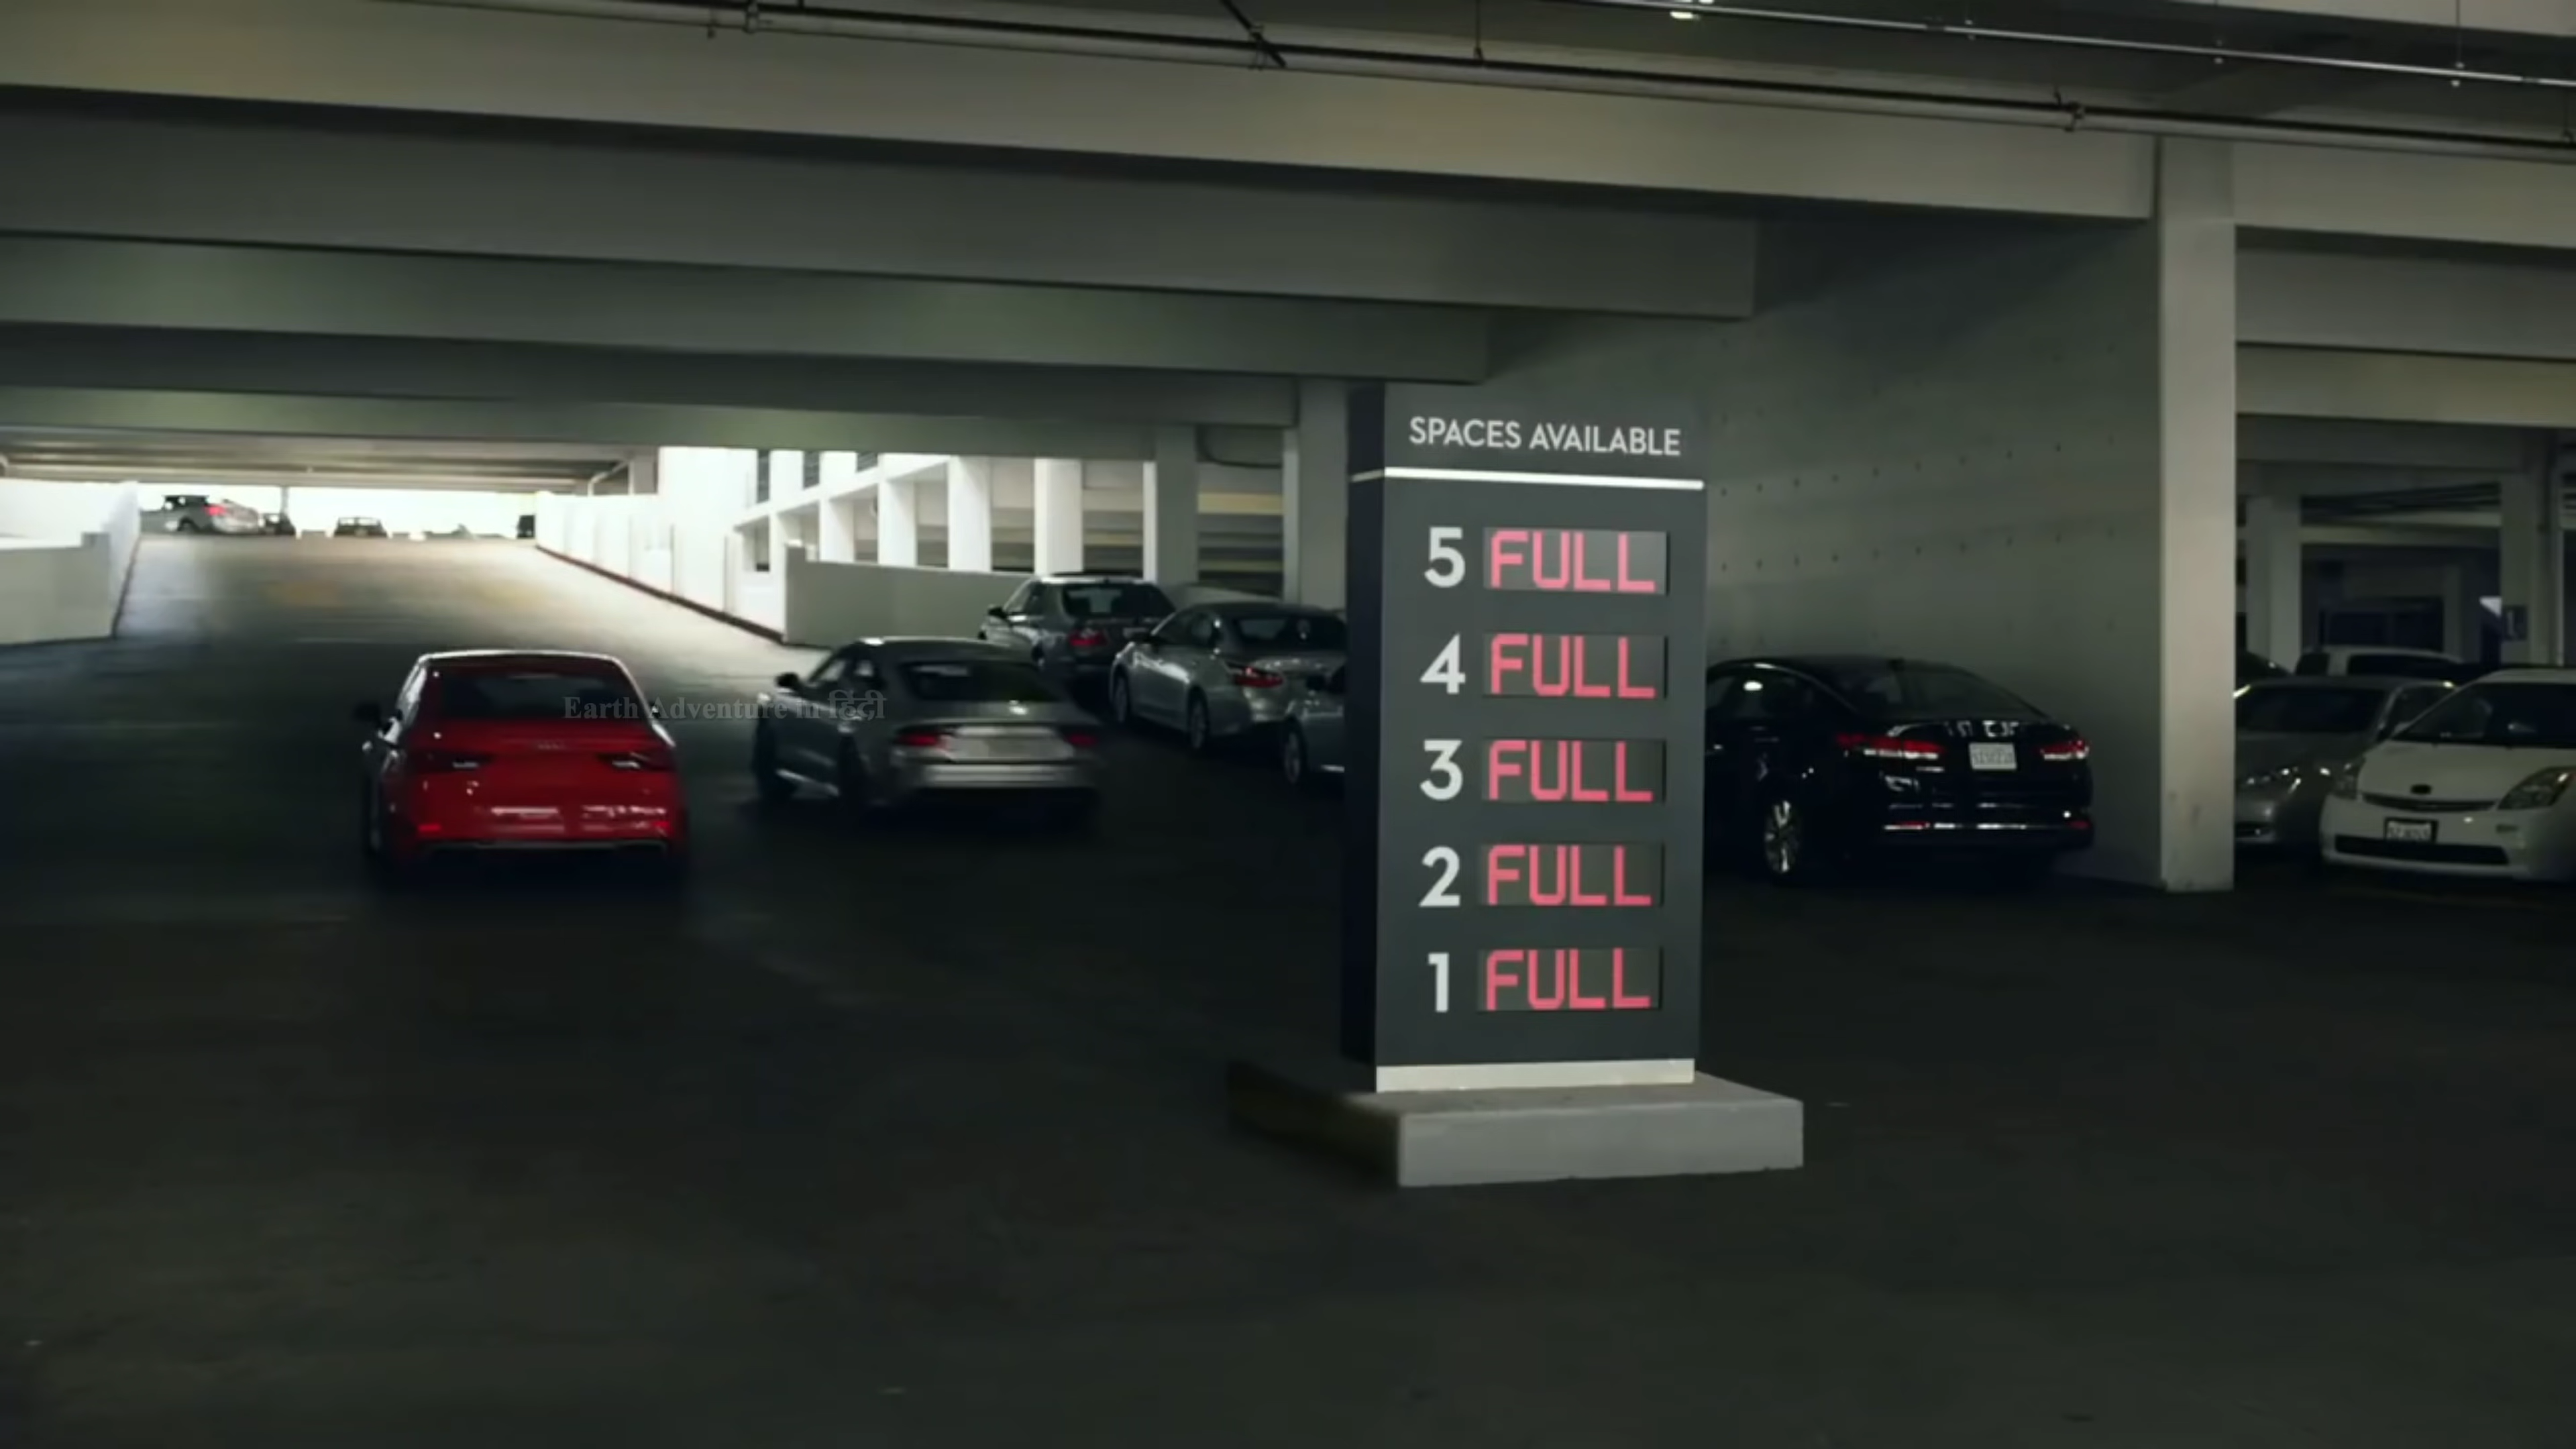 SPACES AVAILABLE
5 FULL
4 FULL
3 FULL
2 FULL
1 FULL
Earth Adventure in हिंदी